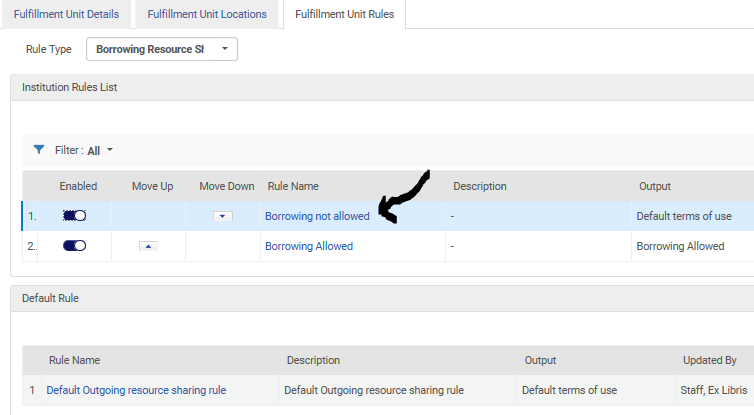 Fulfillment Unit Details Fulfillment Unit Locations Fulfillment Unit Rules
Rule Type Borrowing Resource SI
Institution Rules List
Filter : All
Enabled Move Up Move Down Rule Name Description Output
1. Borrowing not allowed - Default terms of use
2.. Borrowing Allowed - Borrowing Allowed
Default Rule
Rule Name Description Output Updated By
1 Default Outgoing resource sharing rule Default Outgoing resource sharing rule Default terms of use Staff, Ex Libris